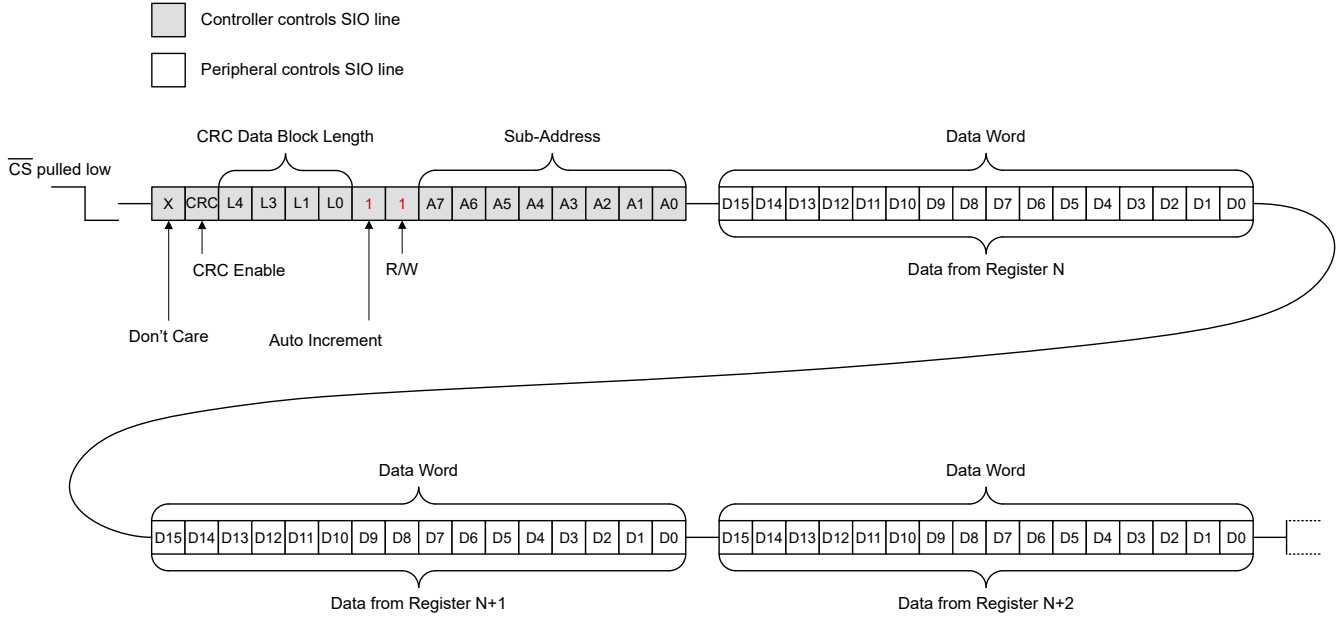 Controller controls SIO line
Peripheral controls SIO line
CRC Data Block Length
Sub-Address
Data Word
CS pulled low
X CRC L4 L3 L1 L0 1 1 A7 A6 A5 A4 A3 A2 A1 A0 D15 D14 D13 D12 D11 D10 D9 D8 D7 D6 D5 D4 D3 D2 D1 D0
CRC Enable
R/W
Data from Register N
Don't Care
Auto Increment
Data Word
Data Word
D15 D14 D13 D12 D11 D10 D9 D8 D7 D6 D5 D4 D3 D2 D1 D0 D15 D14 D13 D12 D11 D10 D9 D8 D7 D6 D5 D4 D3 D2 D1 D0
Data from Register N+1
Data from Register N+2